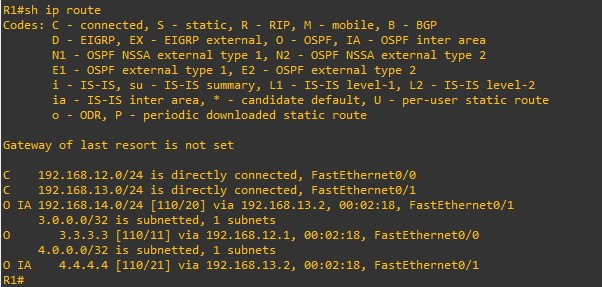 R1#sh ip route
Codes: C - connected, S - static, R - RIP, M - mobile, B - BGP
       D - EIGRP, EX - EIGRP external, O - OSPF, IA - OSPF inter area
       N1 - OSPF NSSA external type 1, N2 - OSPF NSSA external type 2
       E1 - OSPF external type 1, E2 - OSPF external type 2
       i - IS-IS, su - IS-IS summary, L1 - IS-IS level-1, L2 - IS-IS level-2
       ia - IS-IS inter area, * - candidate default, U - per-user static route
       o - ODR, P - periodic downloaded static route

Gateway of last resort is not set

C    192.168.12.0/24 is directly connected, FastEthernet0/0
C    192.168.13.0/24 is directly connected, FastEthernet0/1
O IA 192.168.14.0/24 [110/20] via 192.168.13.2, 00:02:18, FastEthernet0/1
     3.0.0.0/32 is subnetted, 1 subnets
O       3.3.3.3 [110/11] via 192.168.12.1, 00:02:18, FastEthernet0/0
     4.0.0.0/32 is subnetted, 1 subnets
O IA    4.4.4.4 [110/21] via 192.168.13.2, 00:02:18, FastEthernet0/1
R1#